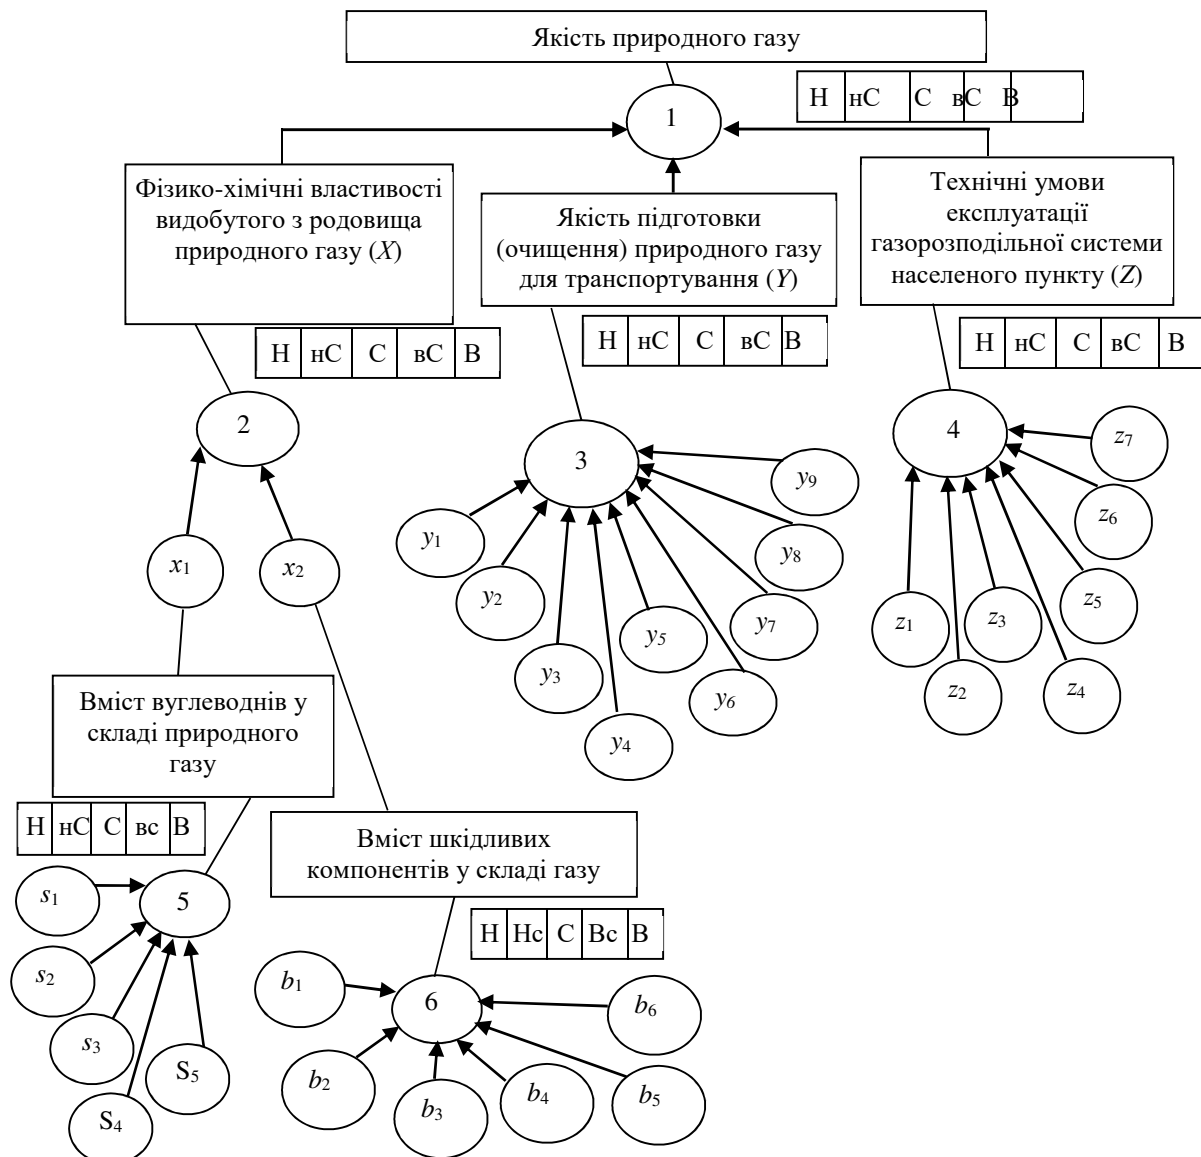 Якість природного газу
Н нС С вС В
1
Фізико-хімічні властивості
видобутого з родовища
природного газу (X)
Якість підготовки
(очищення) природного газу
для транспортування (Y)
Технічні умови
експлуатації
газорозподільної системи
населеного пункту (Z)
Н нС С вС В
Н нС С вС В
Н нС С вС В
2
3
4
x1
x2
y1
y2
y3
y4
y5
y6
y7
y8
y9
z1
z2
z3
z4
z5
z6
z7
Вміст вуглеводнів у
складі природного
газу
Н нС С вс В
Вміст шкідливих
компонентів у складі газу
Н Нс С Вс В
5
s1
s2
s3
S4
S5
6
b1
b2
b3
b4
b5
b6